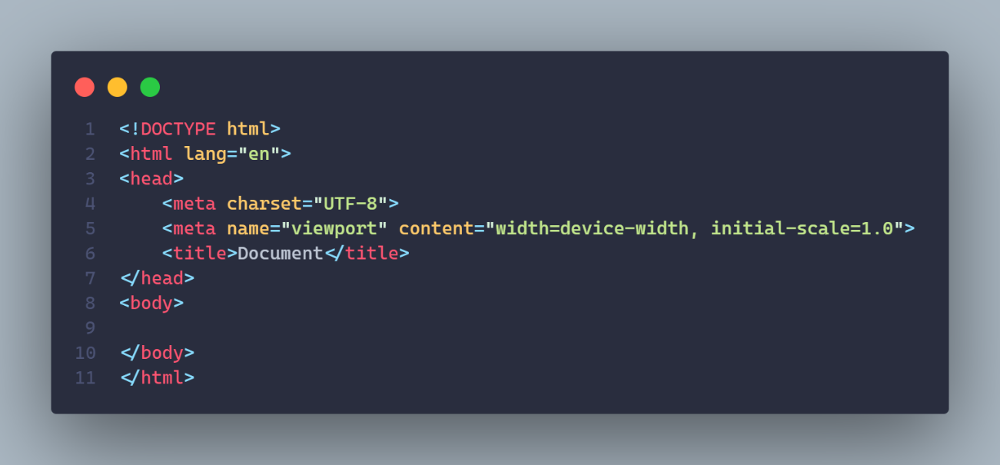 1 <!DOCTYPE html>
2 <html lang="en">
3 <head>
4     <meta charset="UTF-8">
5     <meta name="viewport" content="width=device-width, initial-scale=1.0">
6     <title>Document</title>
7 </head>
8 <body>
9
10 </body>
11 </html>